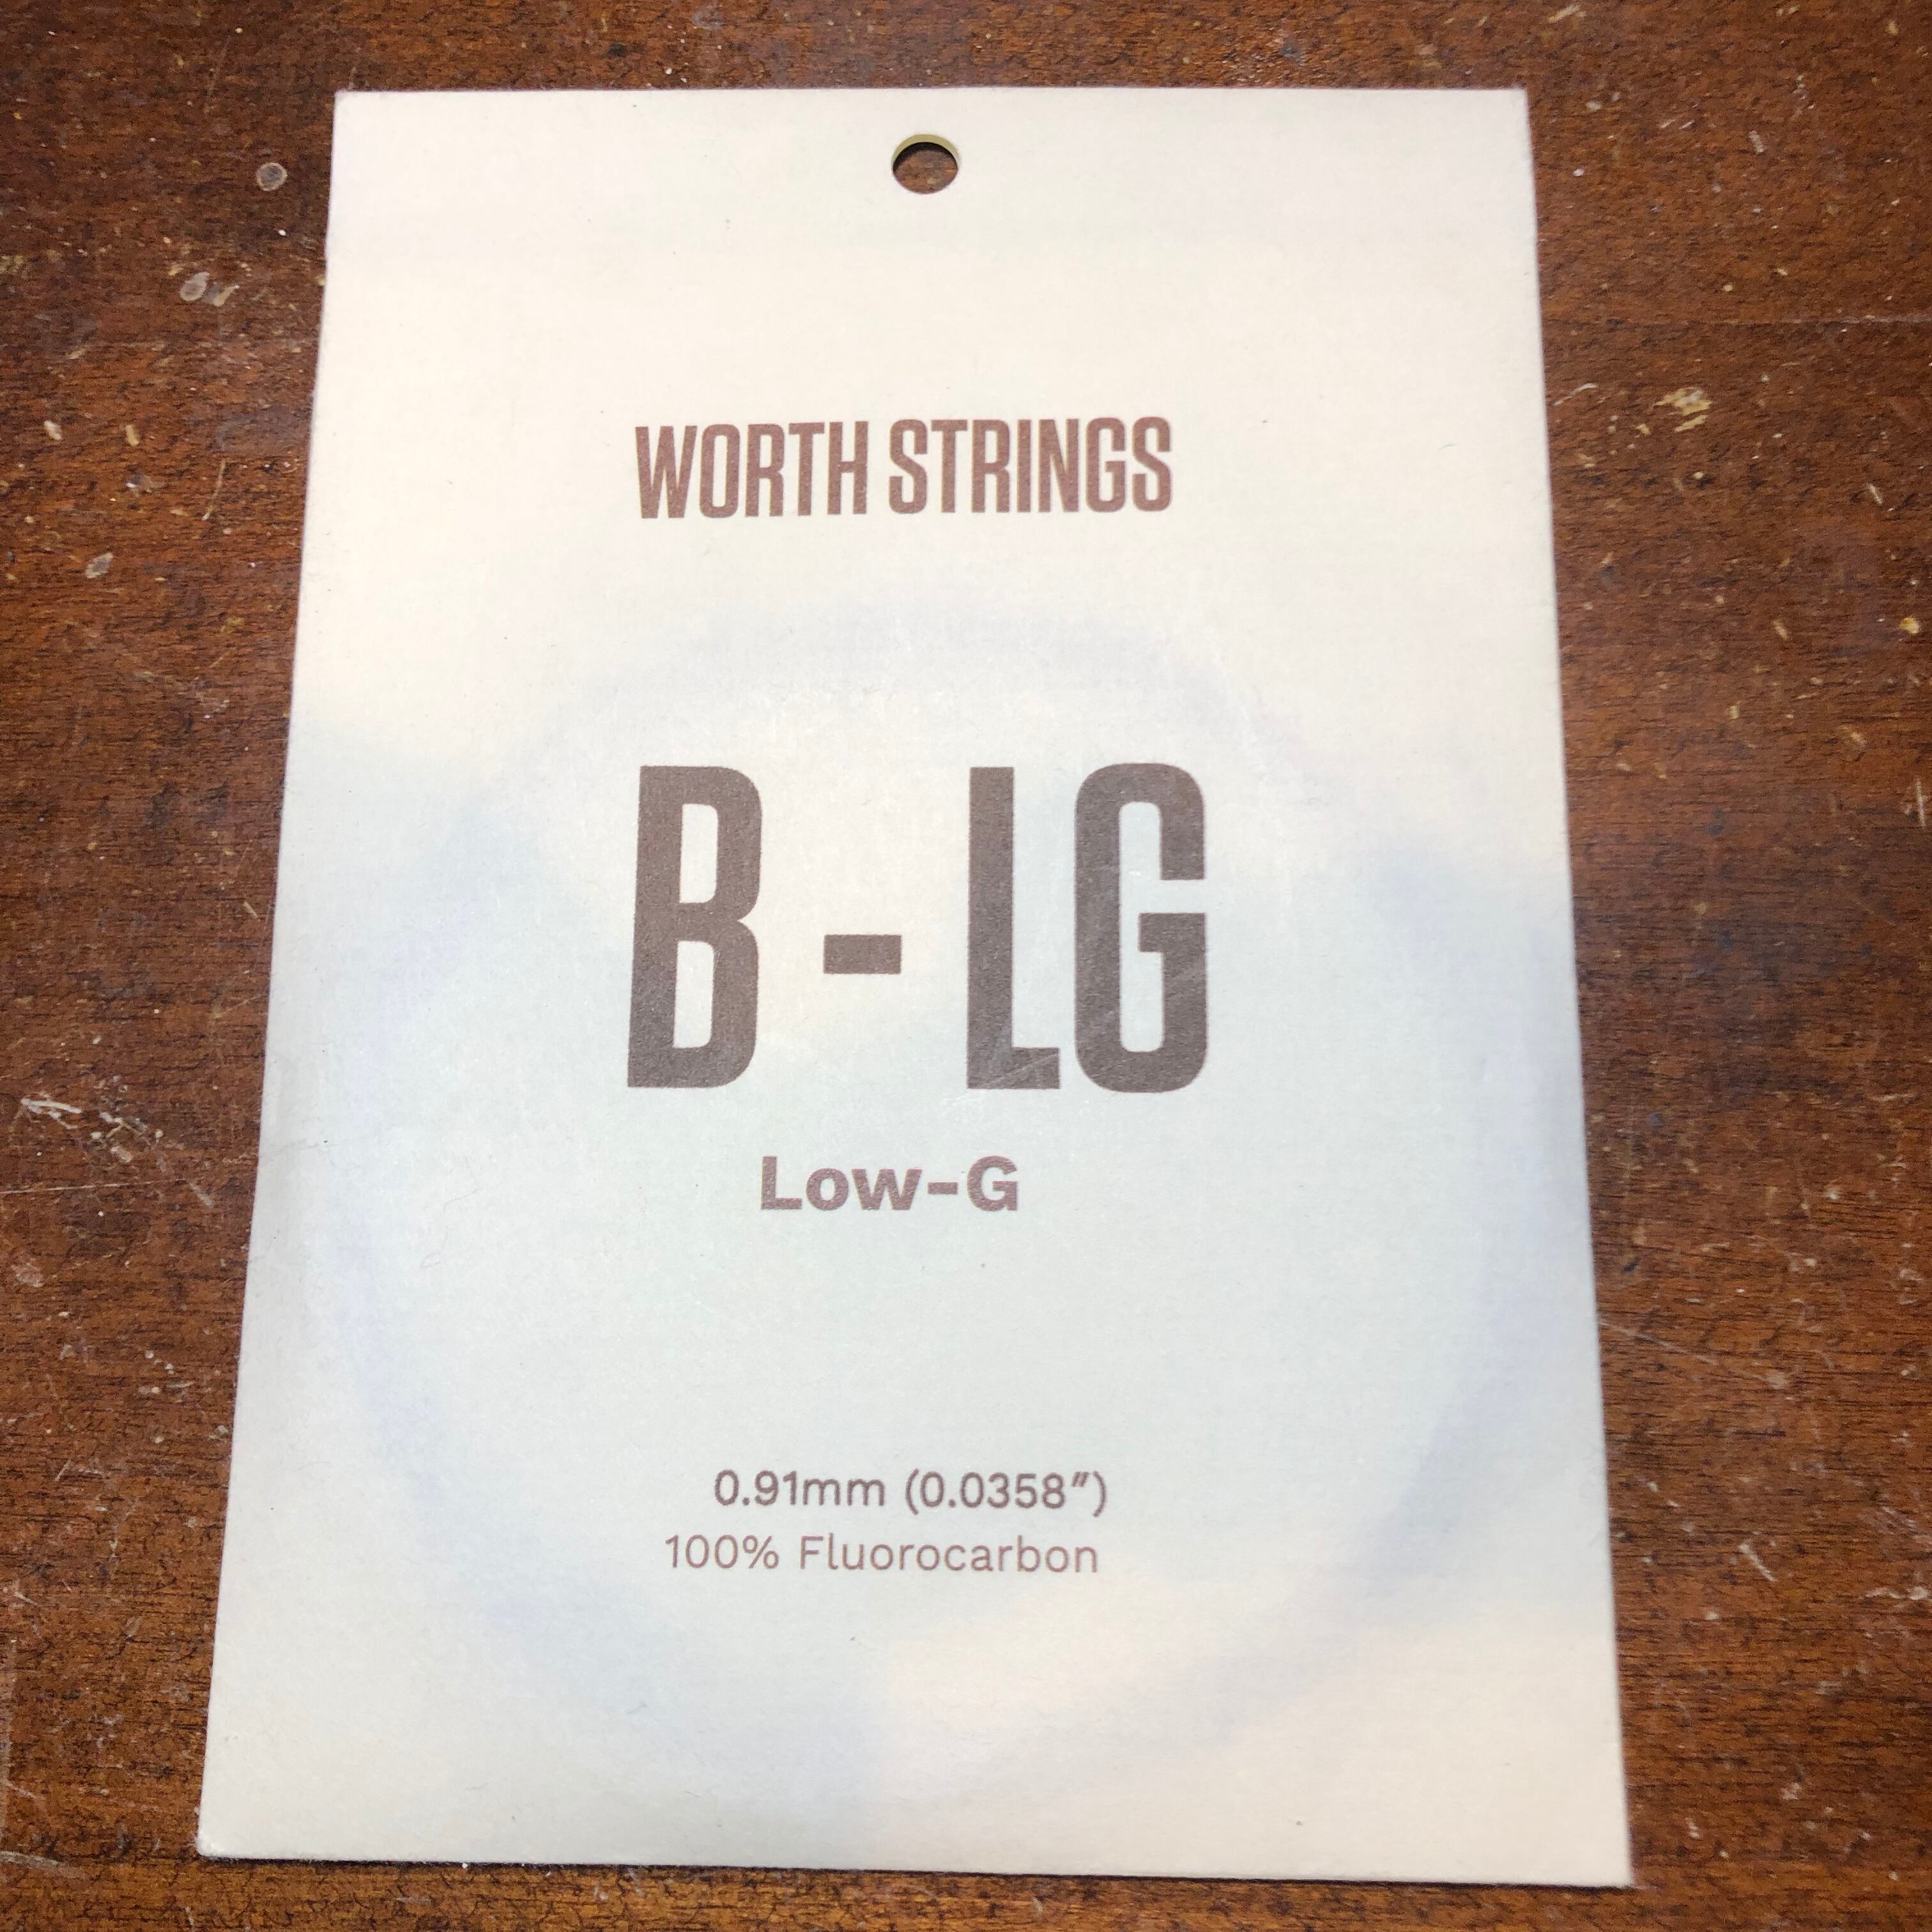 WORTH STRINGS
B - LG
Low-G
0.91mm (0.0358″)
100% Fluorocarbon